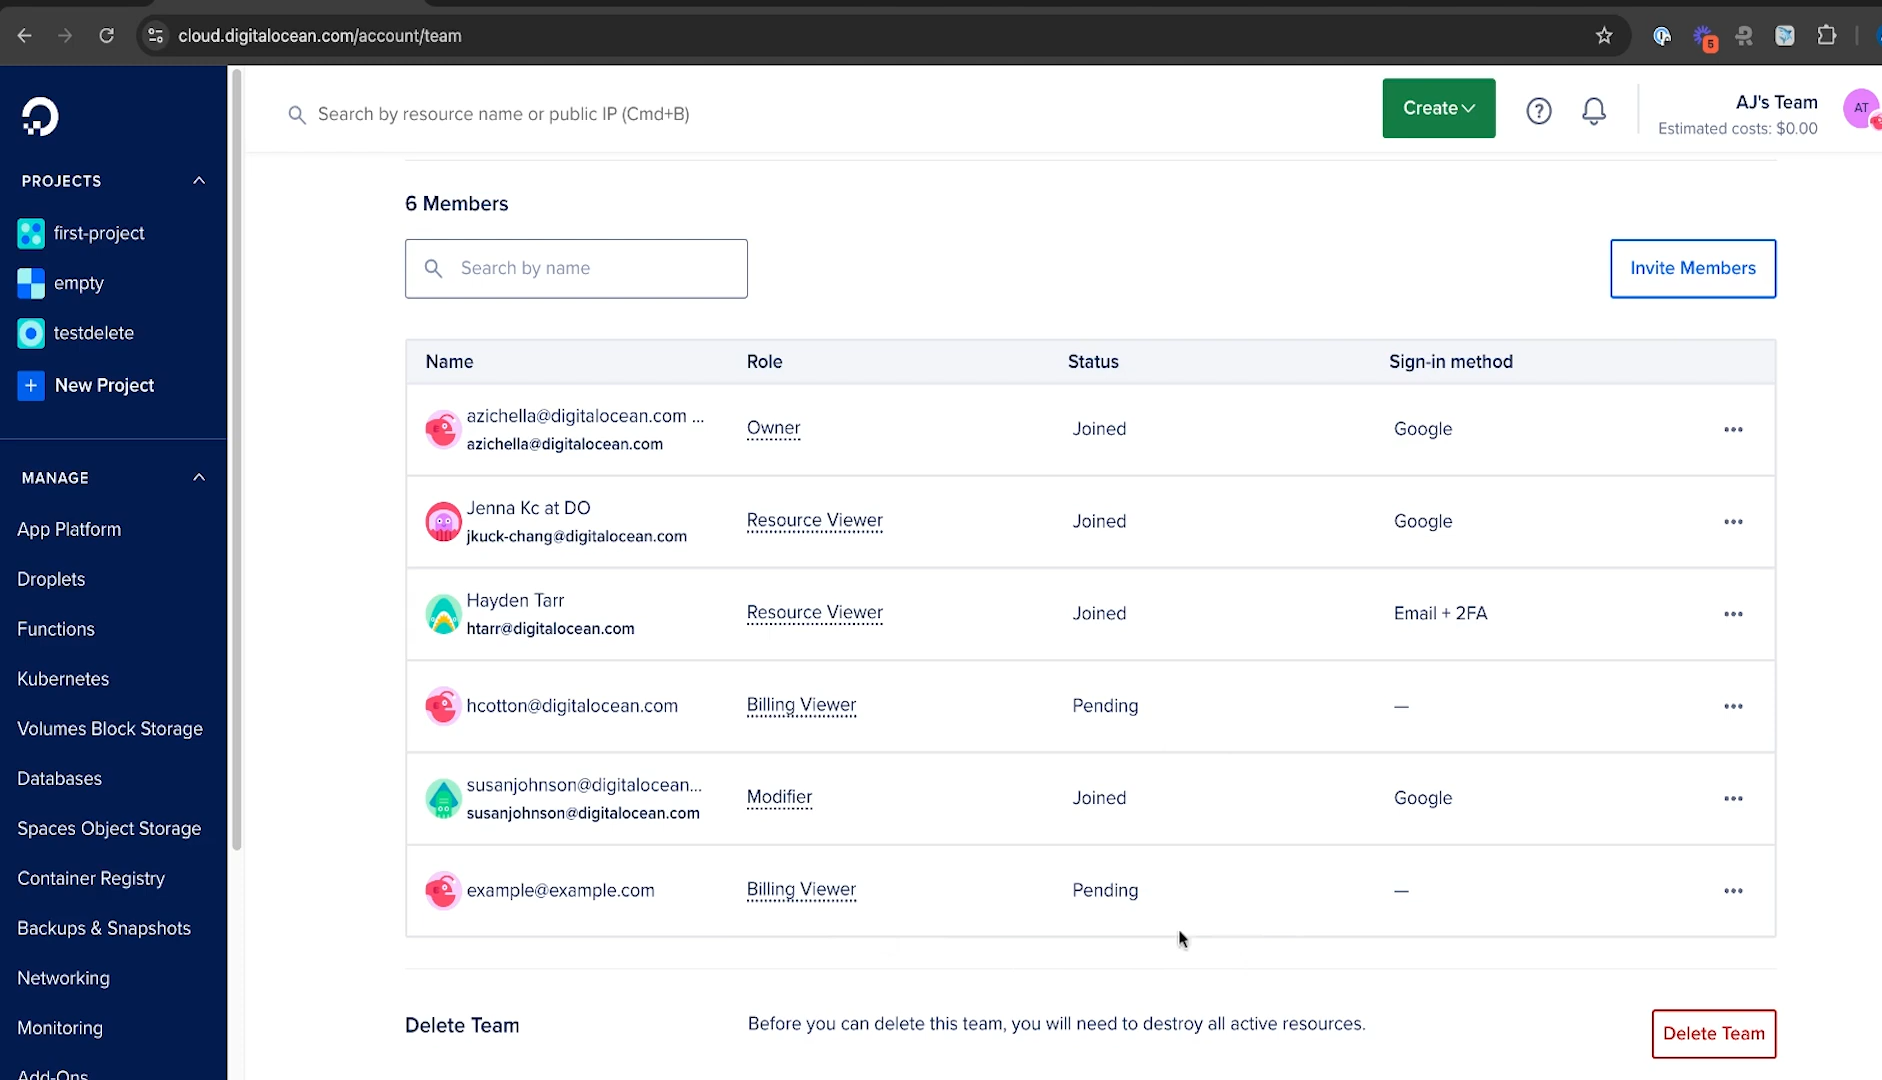 cloud.digitalocean.com/account/team
5
Search by resource name or public IP (Cmd+B)
Create
AJ's Team
Estimated costs: $0.00
AT
PROJECTS
first-project
empty
testdelete
New Project
MANAGE
App Platform
Droplets
Functions
Kubernetes
Volumes Block Storage
Databases
Spaces Object Storage
Container Registry
Backups & Snapshots
Networking
Monitoring
Add-Ons
6 Members
Search by name
Invite Members
Name Role Status Sign-in method
azichella@digitalocean.com ...
azichella@digitalocean.com
Owner Joined Google
Jenna Kc at DO
jkuck-chang@digitalocean.com
Resource Viewer Joined Google
Hayden Tarr
htarr@digitalocean.com
Resource Viewer Joined Email + 2FA
hcotton@digitalocean.com Billing Viewer Pending —
susanjohnson@digitalocean...
susanjohnson@digitalocean.com
Modifier Joined Google
example@example.com Billing Viewer Pending —
Delete Team
Before you can delete this team, you will need to destroy all active resources.
Delete Team